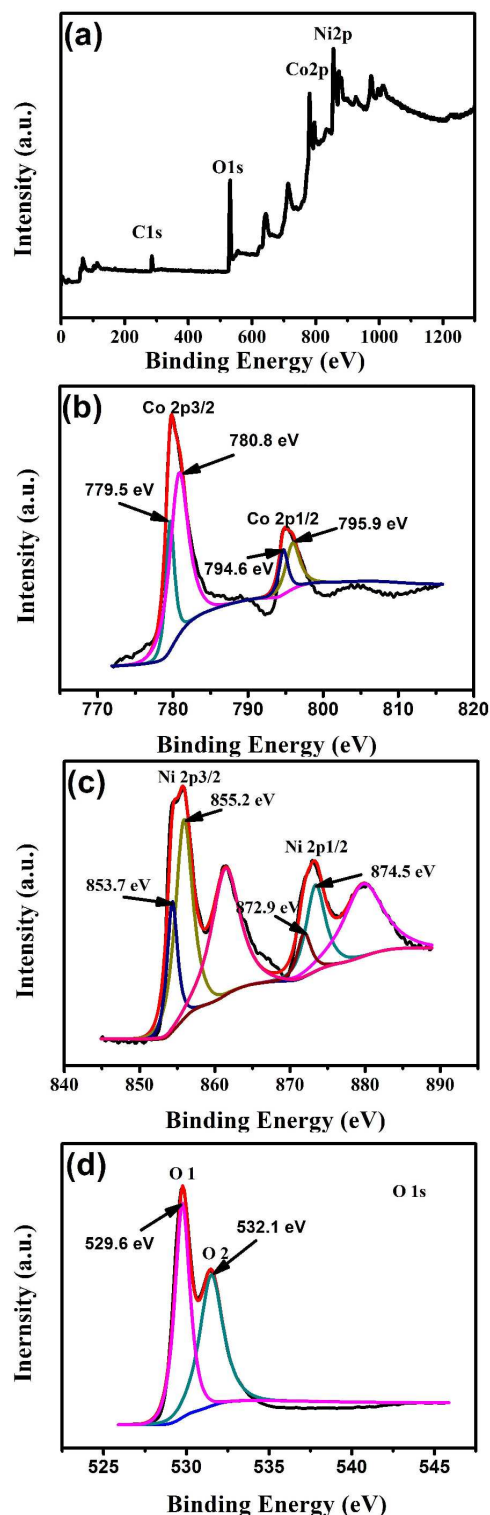 (a)
Ni2p
Co2p
O1s
C1s
Intensity (a.u.)
0 200 400 600 800 1000 1200
Binding Energy (eV)
(b)
Co 2p3/2
780.8 eV
779.5 eV
Co 2p1/2
795.9 eV
794.6 eV
Intensity (a.u.)
770 780 790 800 810 820
Binding Energy (eV)
(c)
Ni 2p3/2
855.2 eV
Ni 2p1/2
853.7 eV
874.5 eV
872.9 eV
Intensity (a.u.)
840 850 860 870 880 890
Binding Energy (eV)
(d)
O 1
O 1s
529.6 eV
O 2
532.1 eV
Inernsity (a.u.)
525 530 535 540 545
Binding Energy (eV)